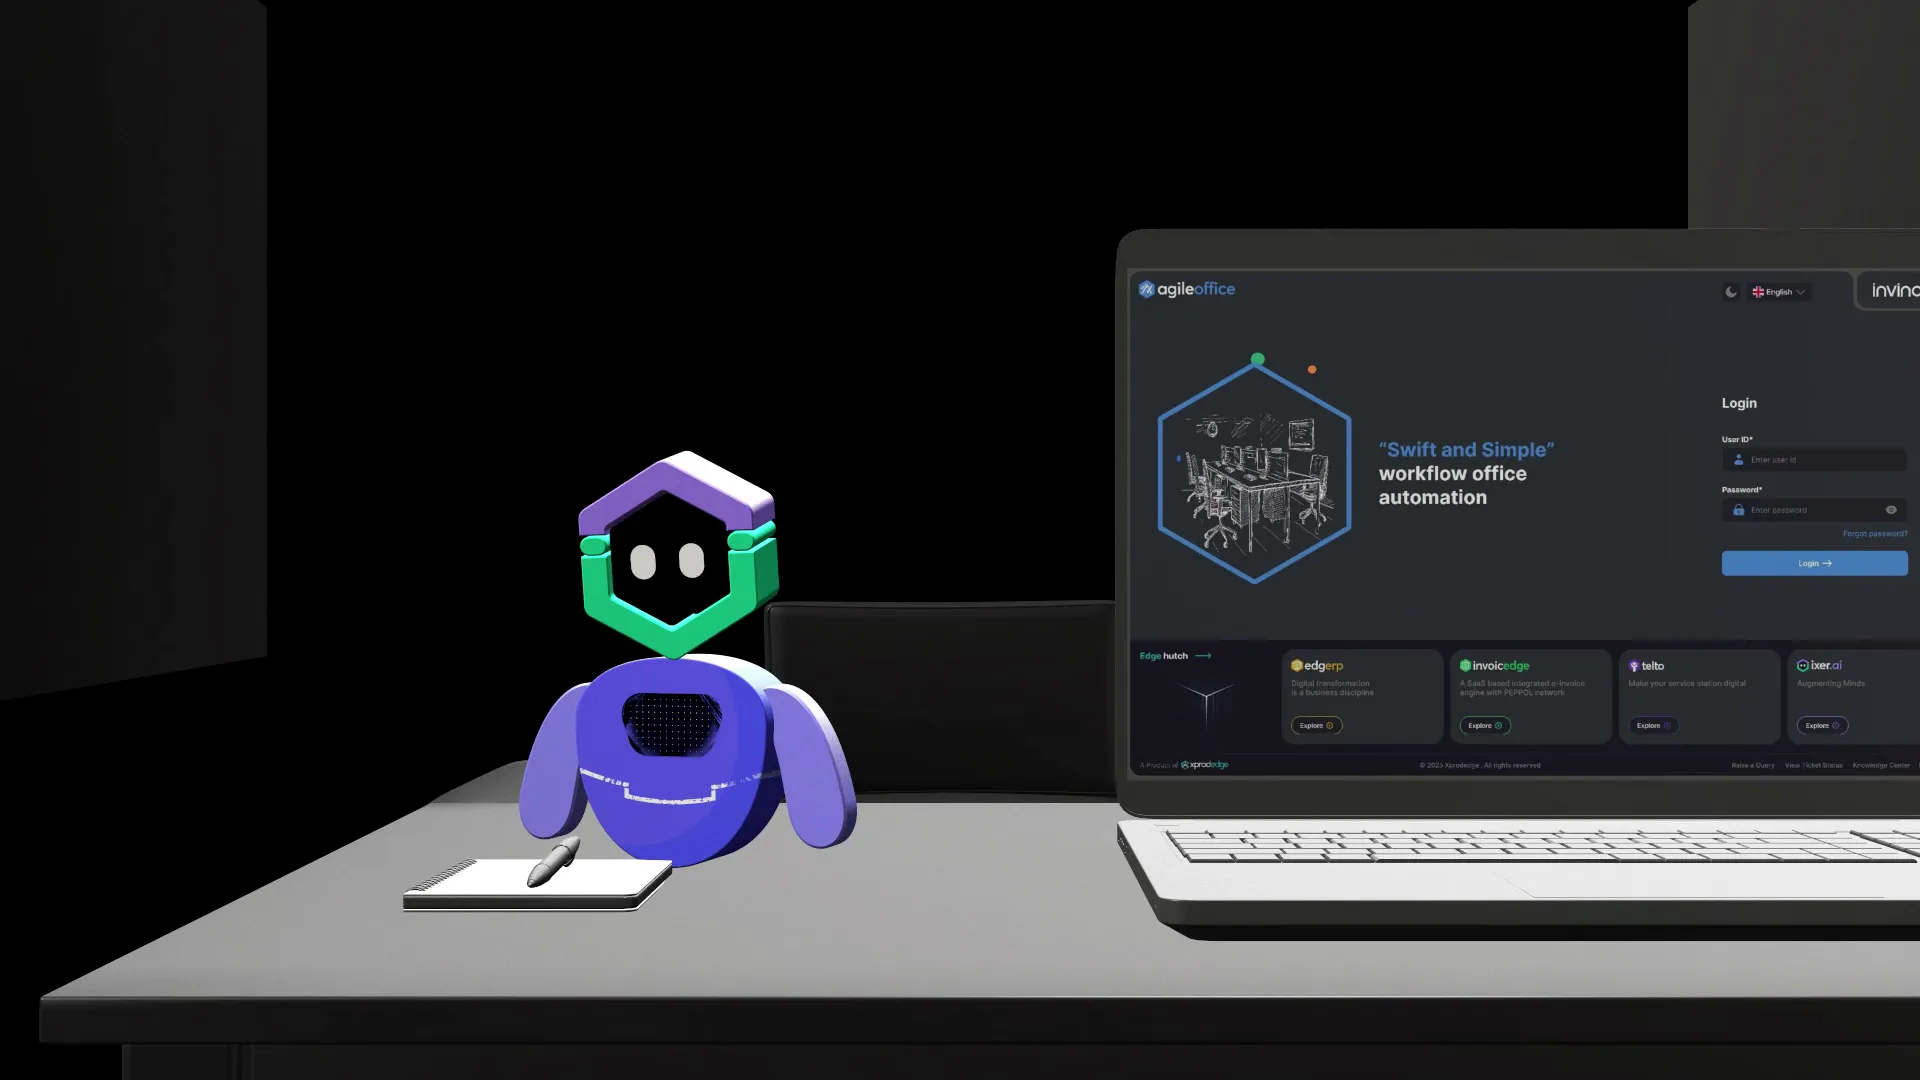 agileoffice
English
invinc
“Swift and Simple”
workflow office
automation
Login
User ID*
Enter user id
Password*
Enter password
Forgot password?
Login
Edge hutch
edgerp
Digital transformation
is a business discipline
Explore
invoicedge
A SaaS based integrated e-Invoice
engine with PEPPOL network
Explore
telto
Make your service station digital
Explore
ixer.ai
Augmenting Minds
Explore
A Product of xprodedge
© 2025 Xprodedge . All rights reserved
Raise a Query
View Ticket Status
Knowledge Center